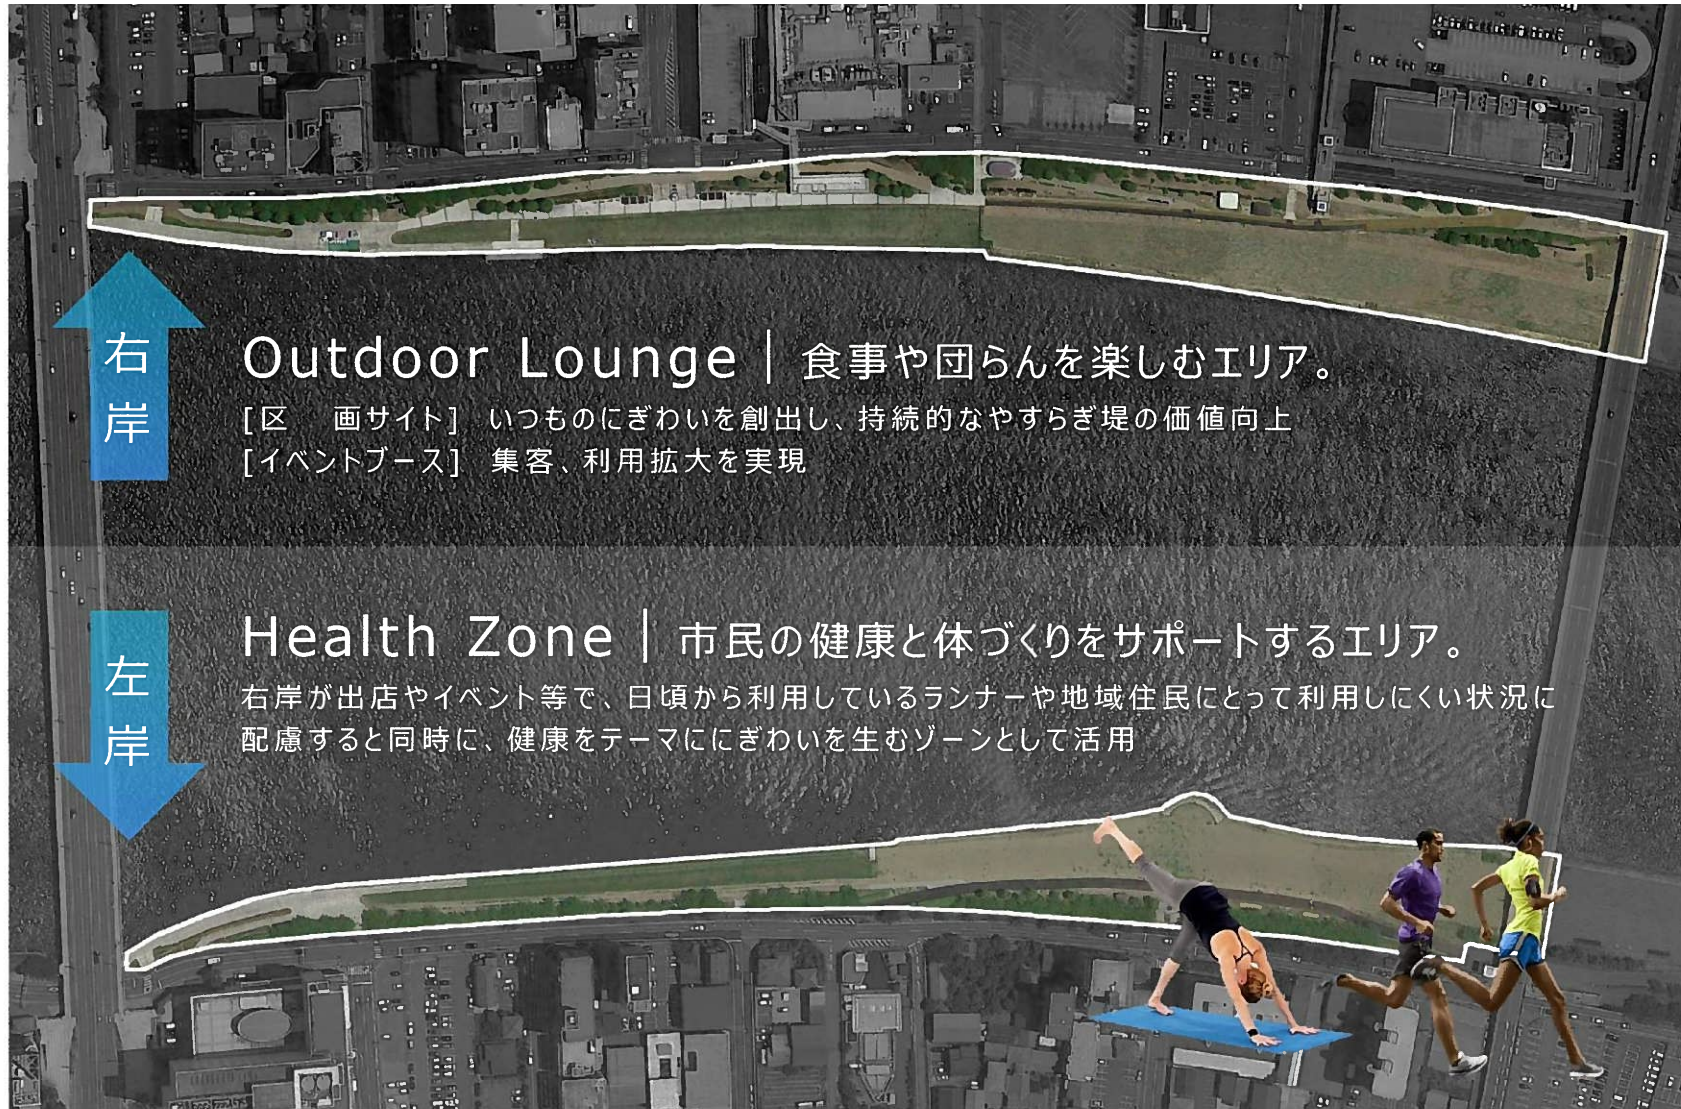 右岸
Outdoor Lounge｜食事や団らんを楽しむエリア。
[区　画サイト]　いつものにぎわいを創出し、持続的なやすらぎ堤の価値向上
[イベントブース]　集客、利用拡大を実現
左岸
Health Zone｜市民の健康と体づくりをサポートするエリア。
右岸が出店やイベント等で、日頃から利用しているランナーや地域住民にとって利用しにくい状況に
配慮すると同時に、健康をテーマににぎわいを生むゾーンとして活用